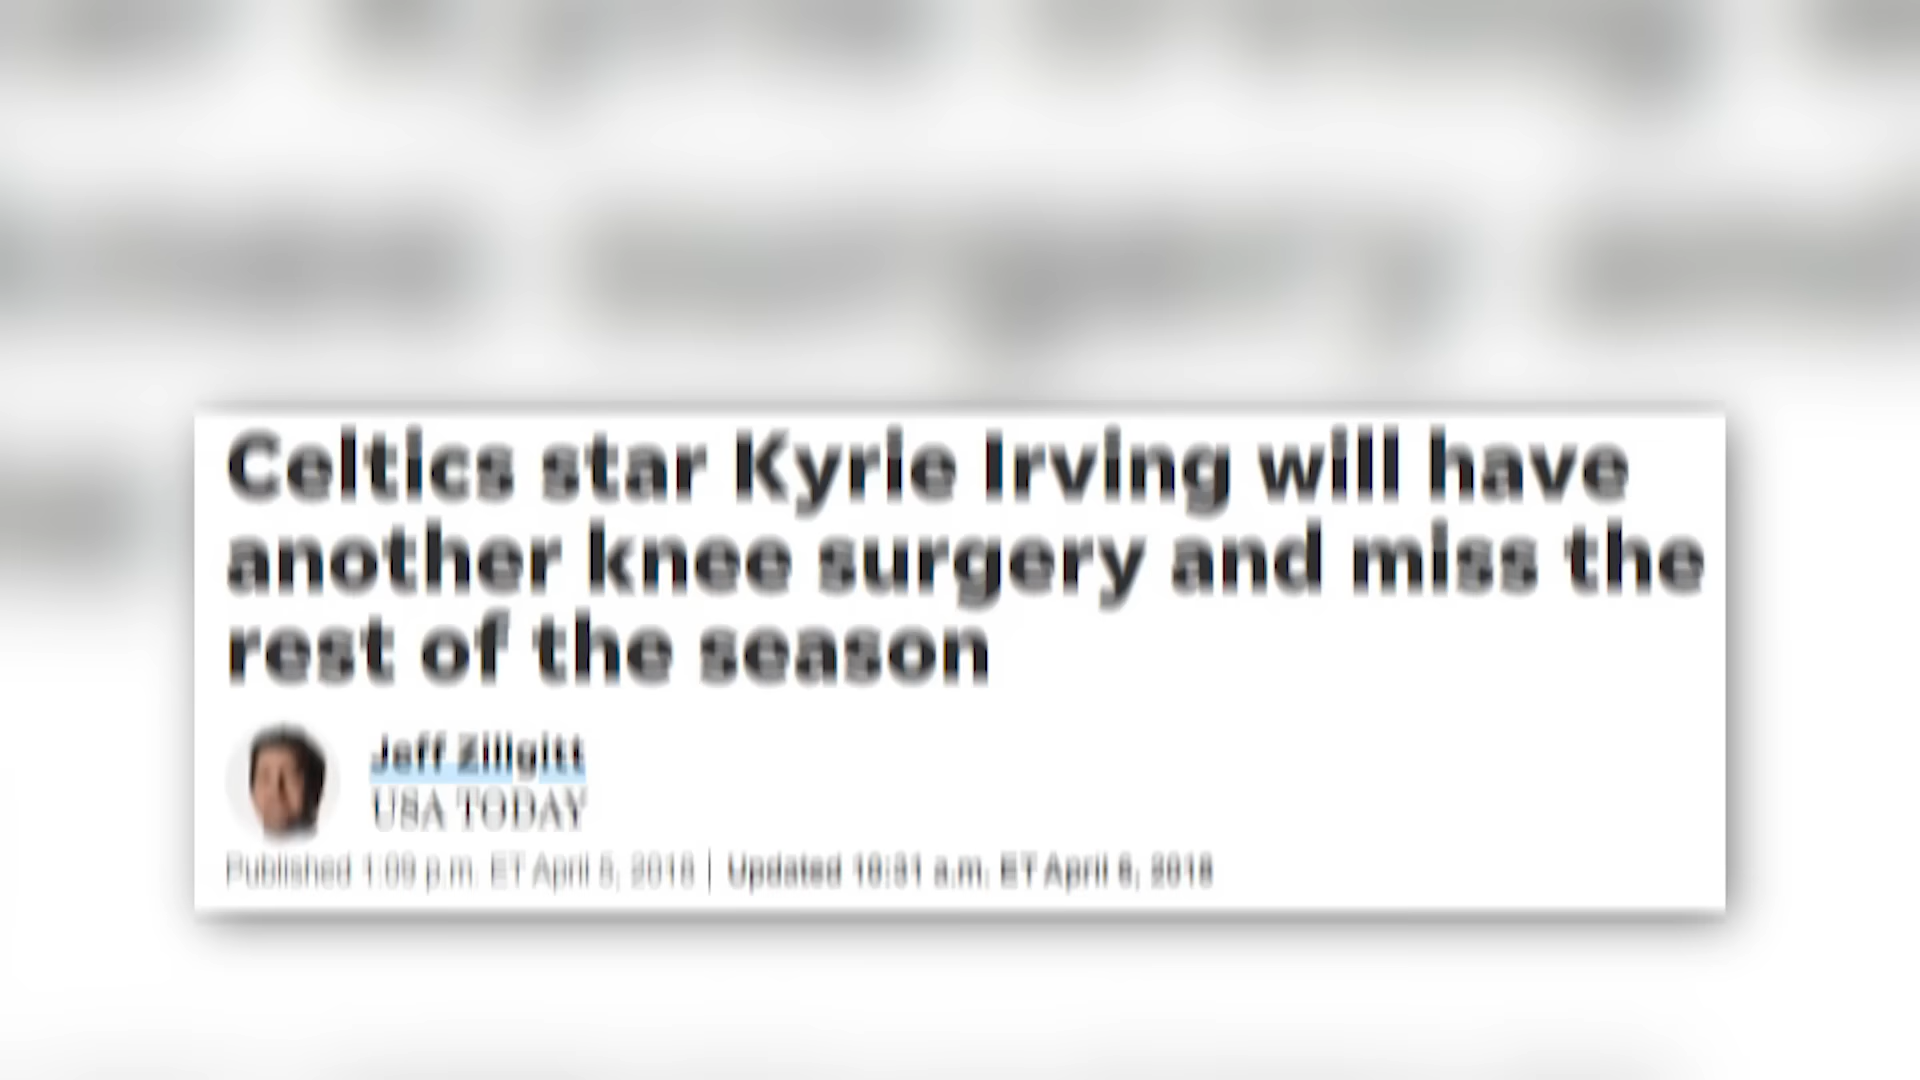 Celtics star Kyrie Irving will have
another knee surgery and miss the
rest of the season
Jeff Zillgitt
USA TODAY
Published 1:09 p.m. ET April 5, 2018 | Updated 10:31 a.m. ET April 6, 2018